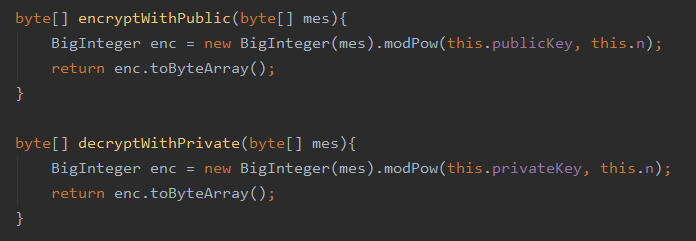 byte[] encryptWithPublic(byte[] mes){
    BigInteger enc = new BigInteger(mes).modPow(this.publicKey, this.n);
    return enc.toByteArray();
}

byte[] decryptWithPrivate(byte[] mes){
    BigInteger enc = new BigInteger(mes).modPow(this.privateKey, this.n);
    return enc.toByteArray();
}